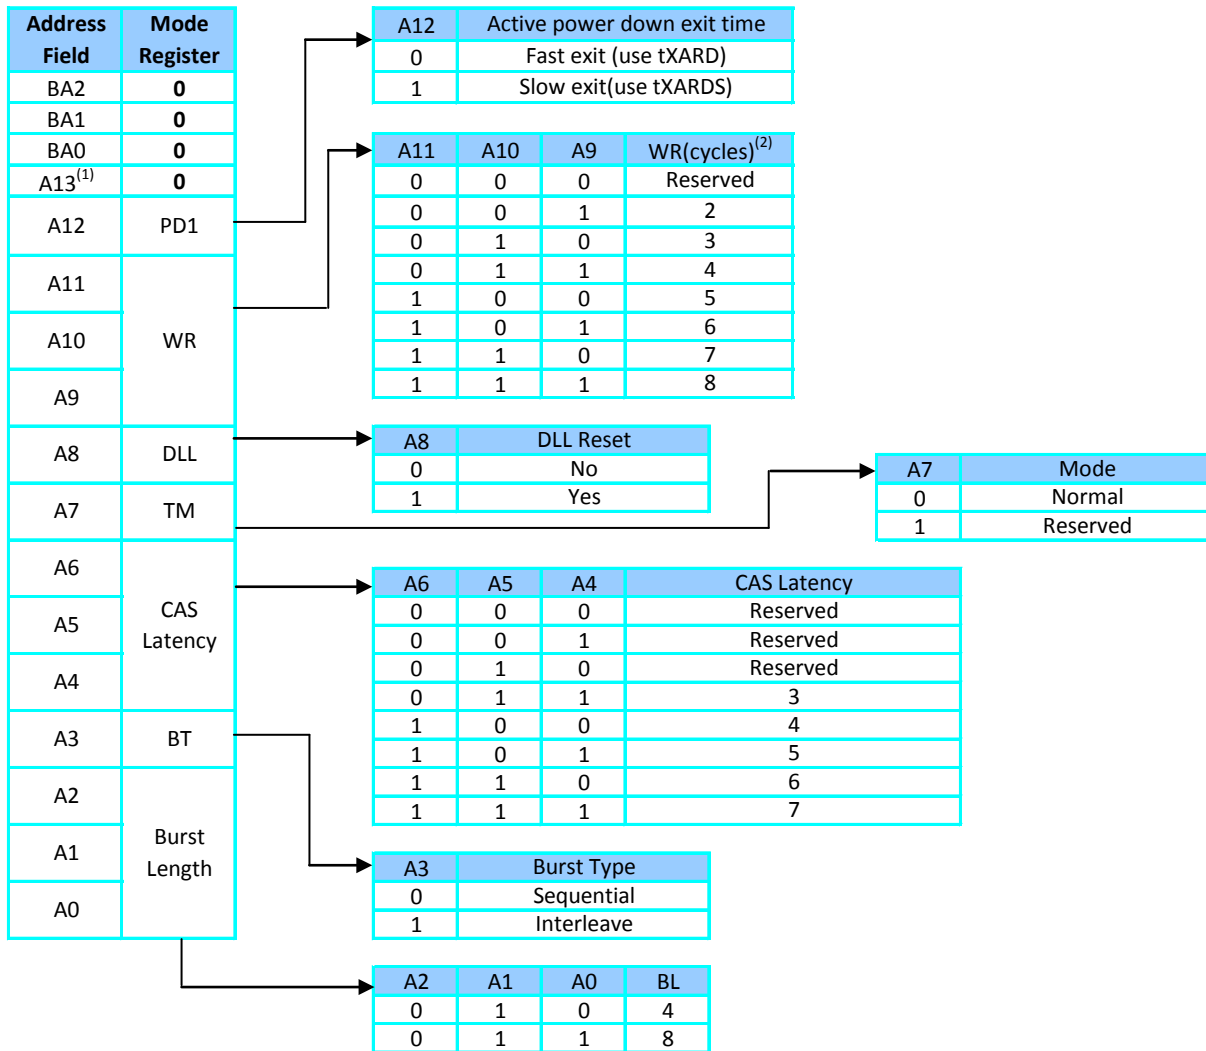 Address Field Mode Register
BA2 0
BA1 0
BA0 0
A13(1) 0
A12 PD1
A11
A10 WR
A9
A8 DLL
A7 TM
A6
A5 CAS Latency
A4
A3 BT
A2
A1 Burst Length
A0
A12 Active power down exit time
0 Fast exit (use tXARD)
1 Slow exit(use tXARDS)
A11 A10 A9 WR(cycles)(2)
0 0 0 Reserved
0 0 1 2
0 1 0 3
0 1 1 4
1 0 0 5
1 0 1 6
1 1 0 7
1 1 1 8
A8 DLL Reset
0 No
1 Yes
A7 Mode
0 Normal
1 Reserved
A6 A5 A4 CAS Latency
0 0 0 Reserved
0 0 1 Reserved
0 1 0 Reserved
0 1 1 3
1 0 0 4
1 0 1 5
1 1 0 6
1 1 1 7
A3 Burst Type
0 Sequential
1 Interleave
A2 A1 A0 BL
0 1 0 4
0 1 1 8